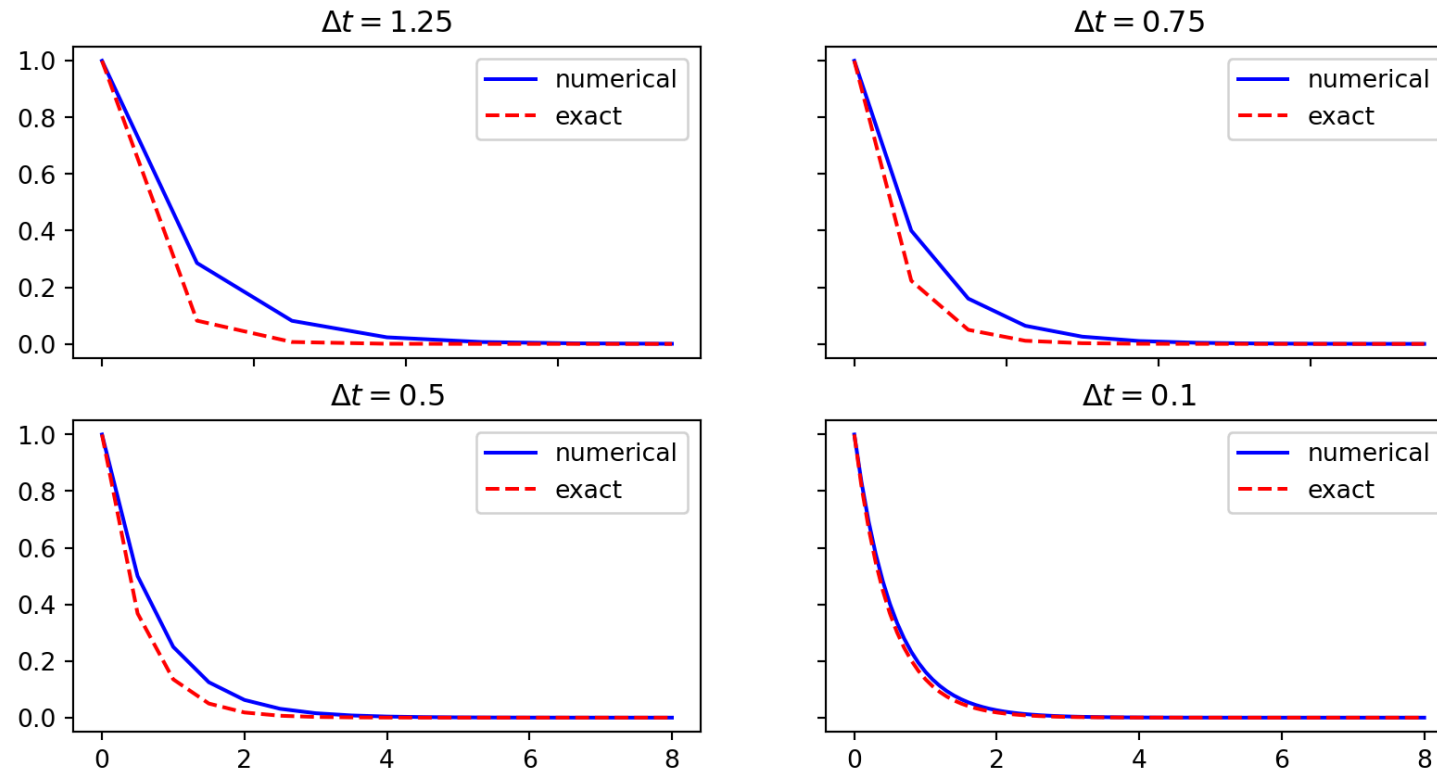 Δt = 1.25
1.0
0.8
0.6
0.4
0.2
0.0
numerical
exact
Δt = 0.75
numerical
exact
Δt = 0.5
1.0
0.8
0.6
0.4
0.2
0.0
0 2 4 6 8
numerical
exact
Δt = 0.1
numerical
exact
0 2 4 6 8